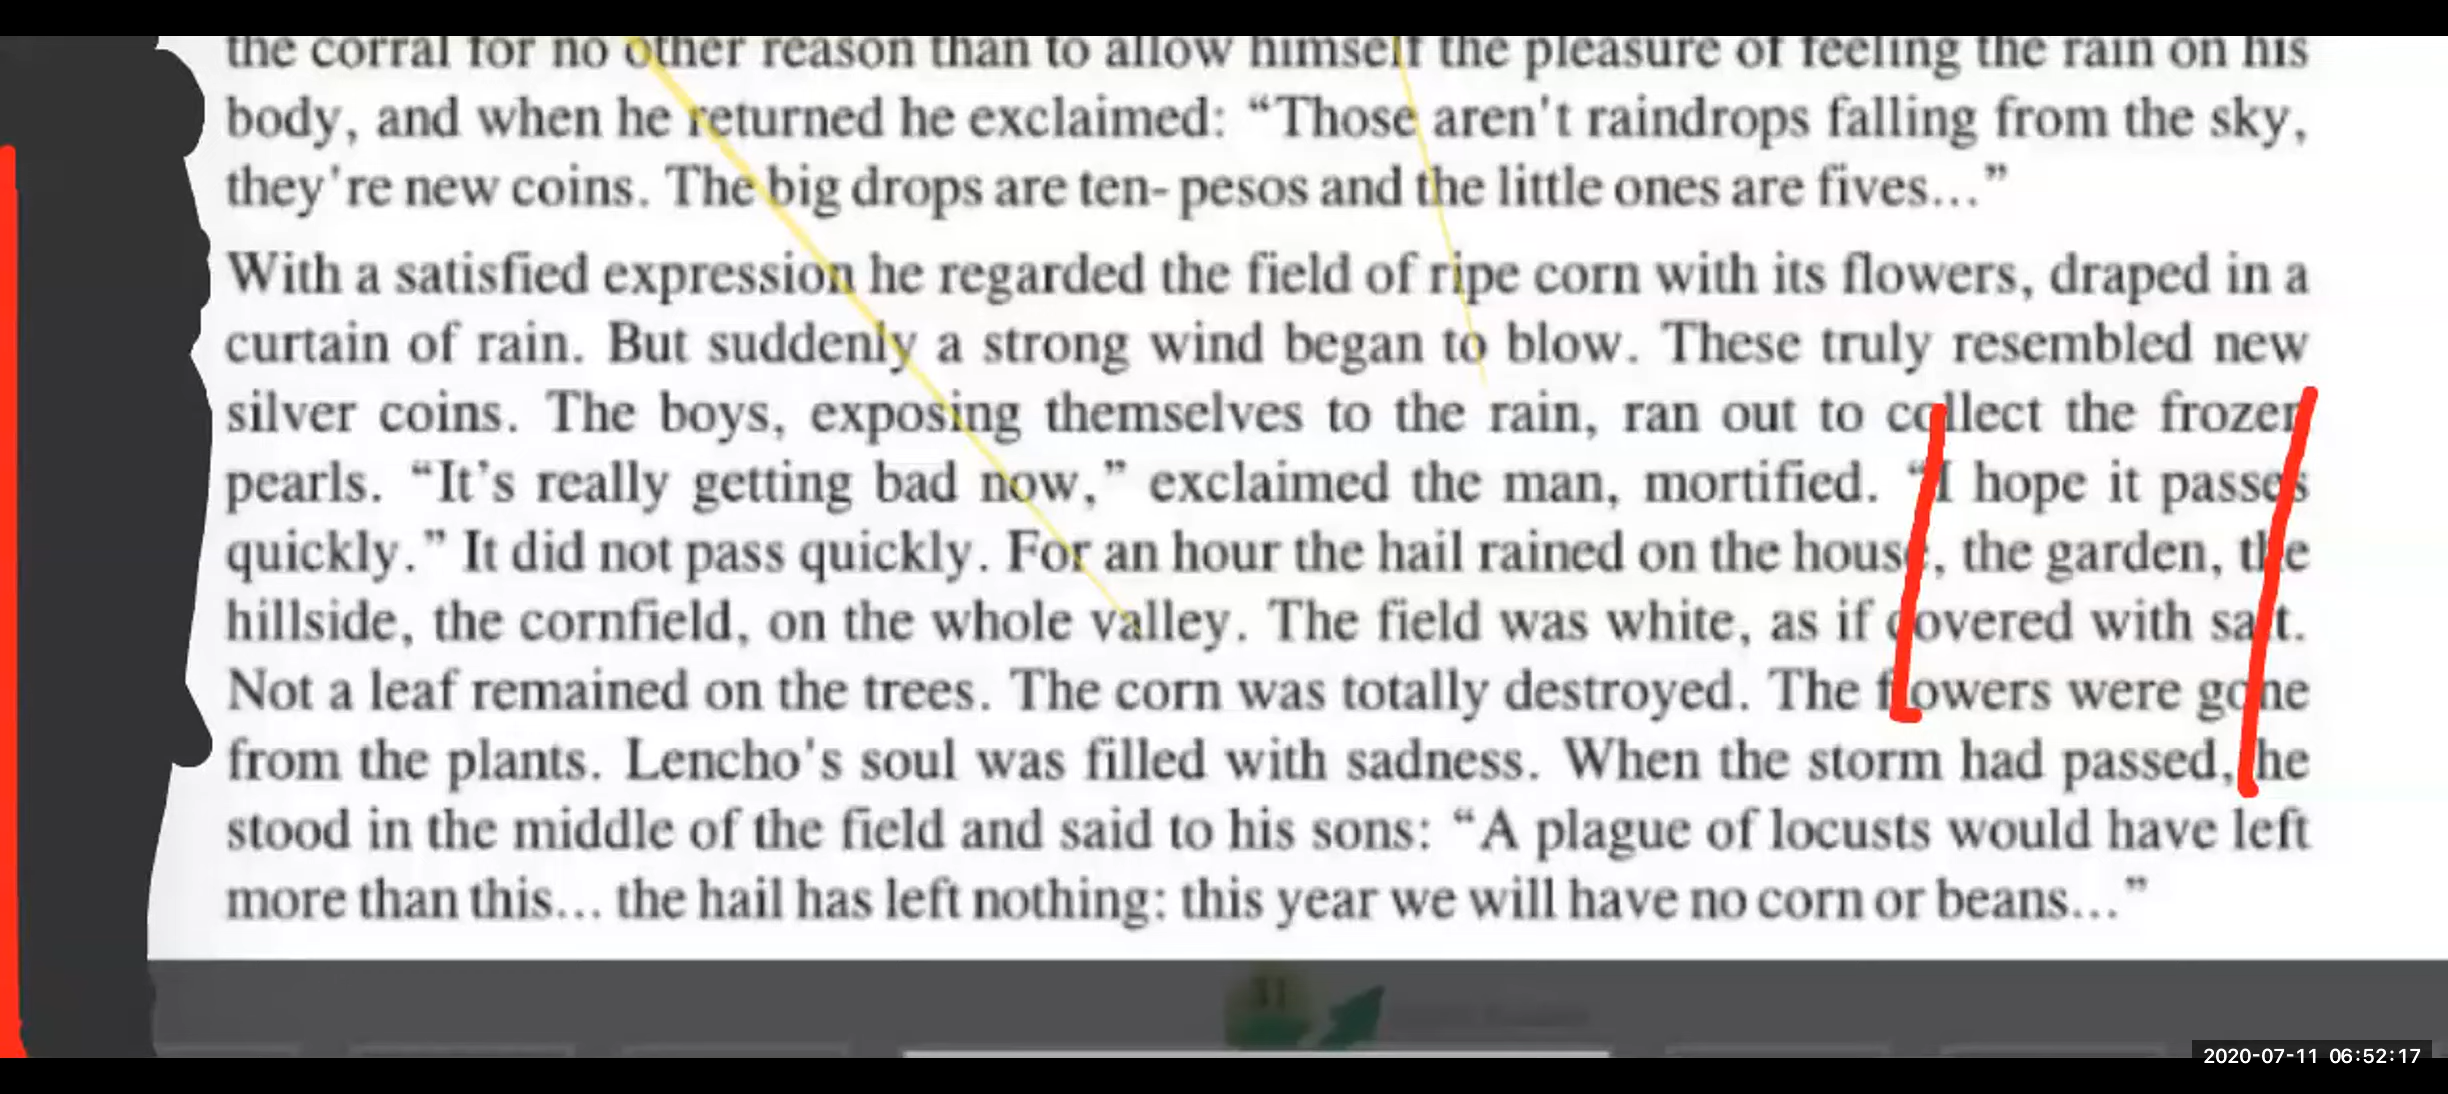 the corral for no other reason than to allow himself the pleasure of feeling the rain on his
body, and when he returned he exclaimed: “Those aren't raindrops falling from the sky,
they're new coins. The big drops are ten- pesos and the little ones are fives...”
With a satisfied expression he regarded the field of ripe corn with its flowers, draped in a
curtain of rain. But suddenly a strong wind began to blow. These truly resembled new
silver coins. The boys, exposing themselves to the rain, ran out to collect the frozen
pearls. “It’s really getting bad now,” exclaimed the man, mortified. “I hope it passes
quickly.” It did not pass quickly. For an hour the hail rained on the house, the garden, the
hillside, the cornfield, on the whole valley. The field was white, as if covered with salt.
Not a leaf remained on the trees. The corn was totally destroyed. The flowers were gone
from the plants. Lencho’s soul was filled with sadness. When the storm had passed, he
stood in the middle of the field and said to his sons: “A plague of locusts would have left
more than this... the hail has left nothing: this year we will have no corn or beans...”
2020-07-11 06:52:17